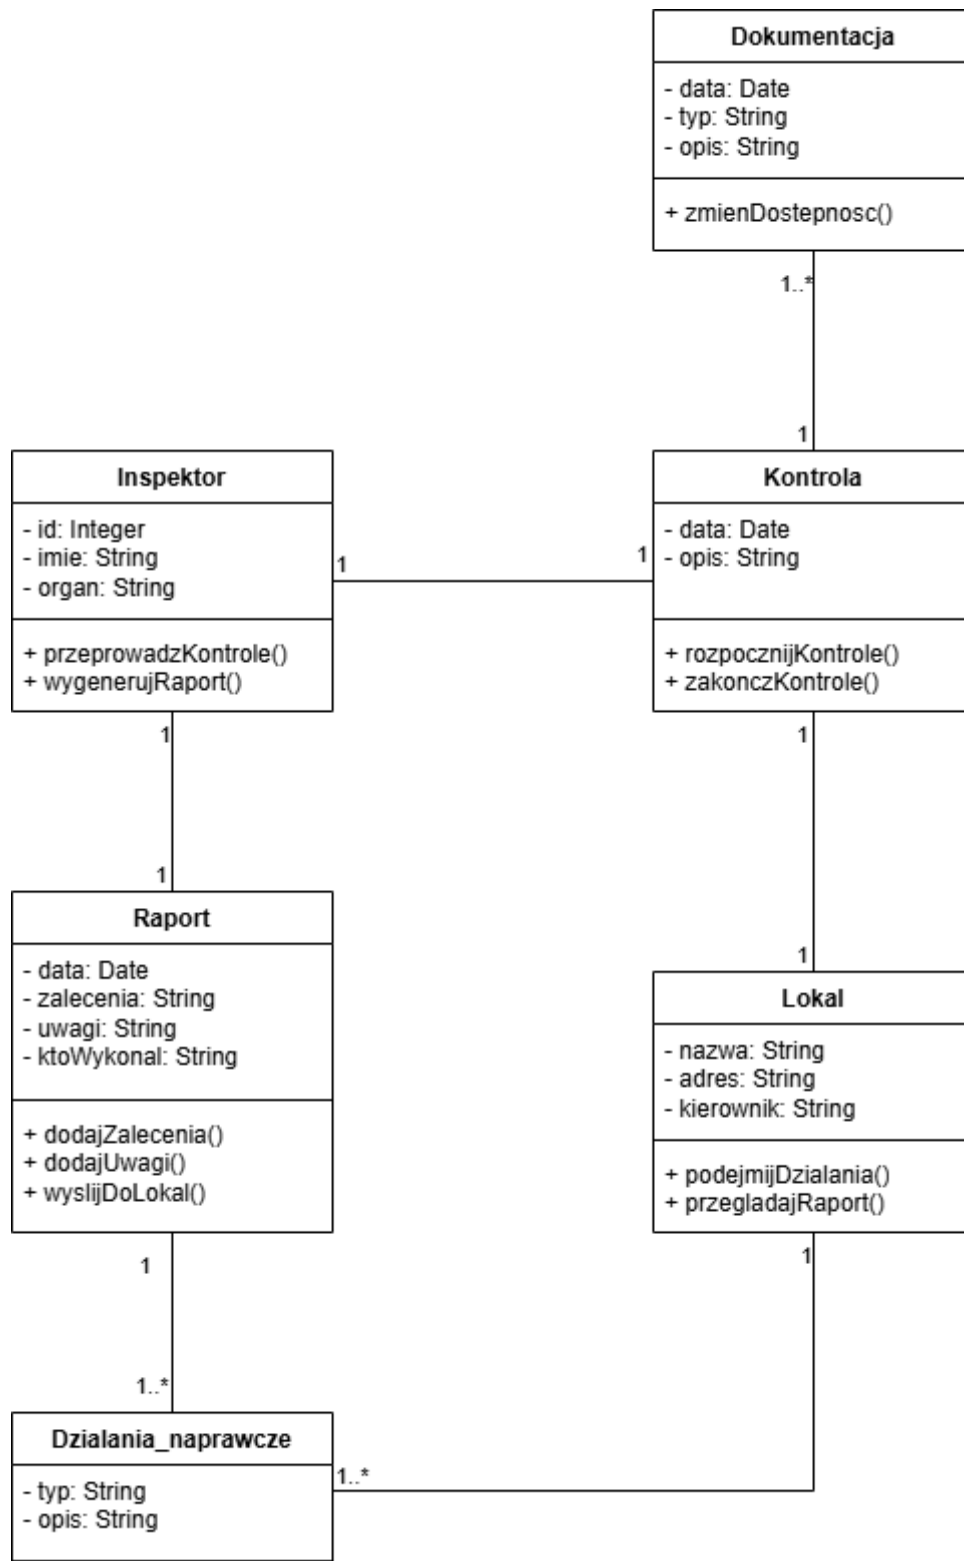 Dokumentacja
- data: Date
- typ: String
- opis: String
+ zmienDostepnosc()
1..*
1
Inspektor
- id: Integer
- imie: String
- organ: String
+ przeprowadzKontrole()
+ wygenerujRaport()
1
1
Kontrola
- data: Date
- opis: String
+ rozpocznijKontrole()
+ zakonczKontrole()
1
1
1
1
Raport
- data: Date
- zalecenia: String
- uwagi: String
- ktoWykonal: String
+ dodajZalecenia()
+ dodajUwagi()
+ wyslijDoLokal()
Lokal
- nazwa: String
- adres: String
- kierownik: String
+ podejmijDzialania()
+ przegladajRaport()
1
1
1..*
Dzialania_naprawcze
- typ: String
- opis: String
1..*